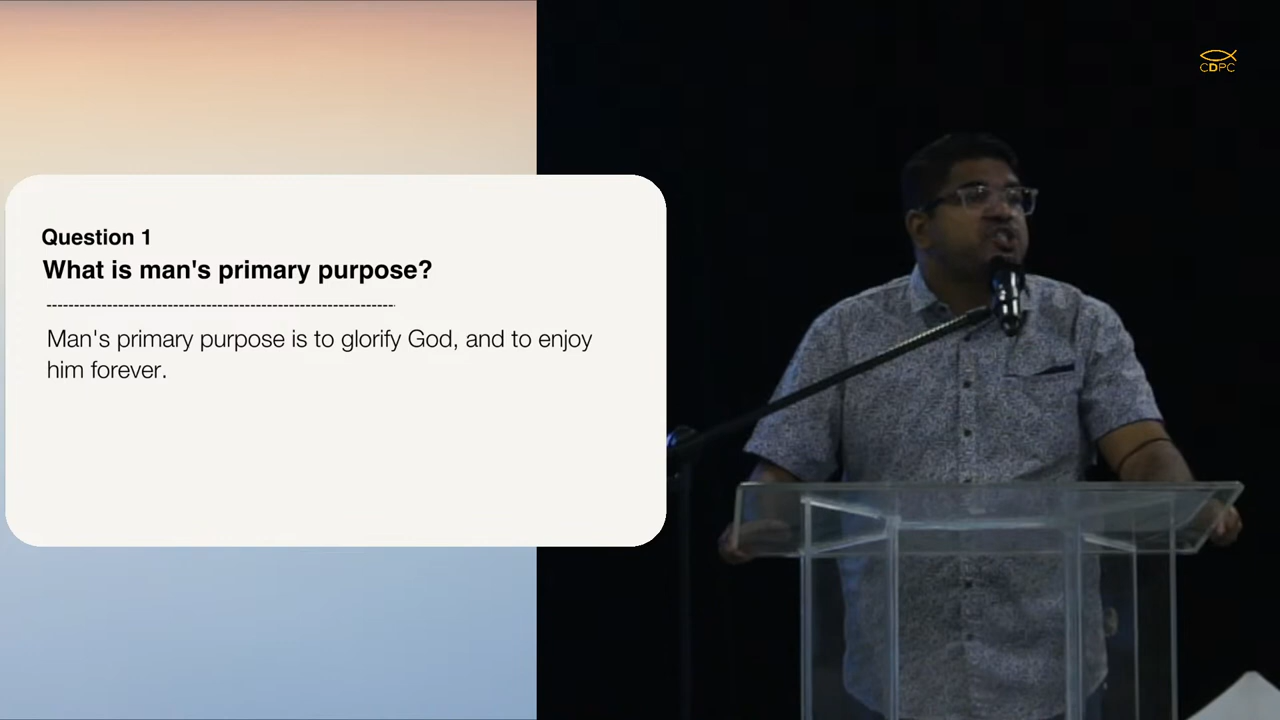 Question 1
What is man's primary purpose?
Man's primary purpose is to glorify God, and to enjoy
him forever.
CDPC